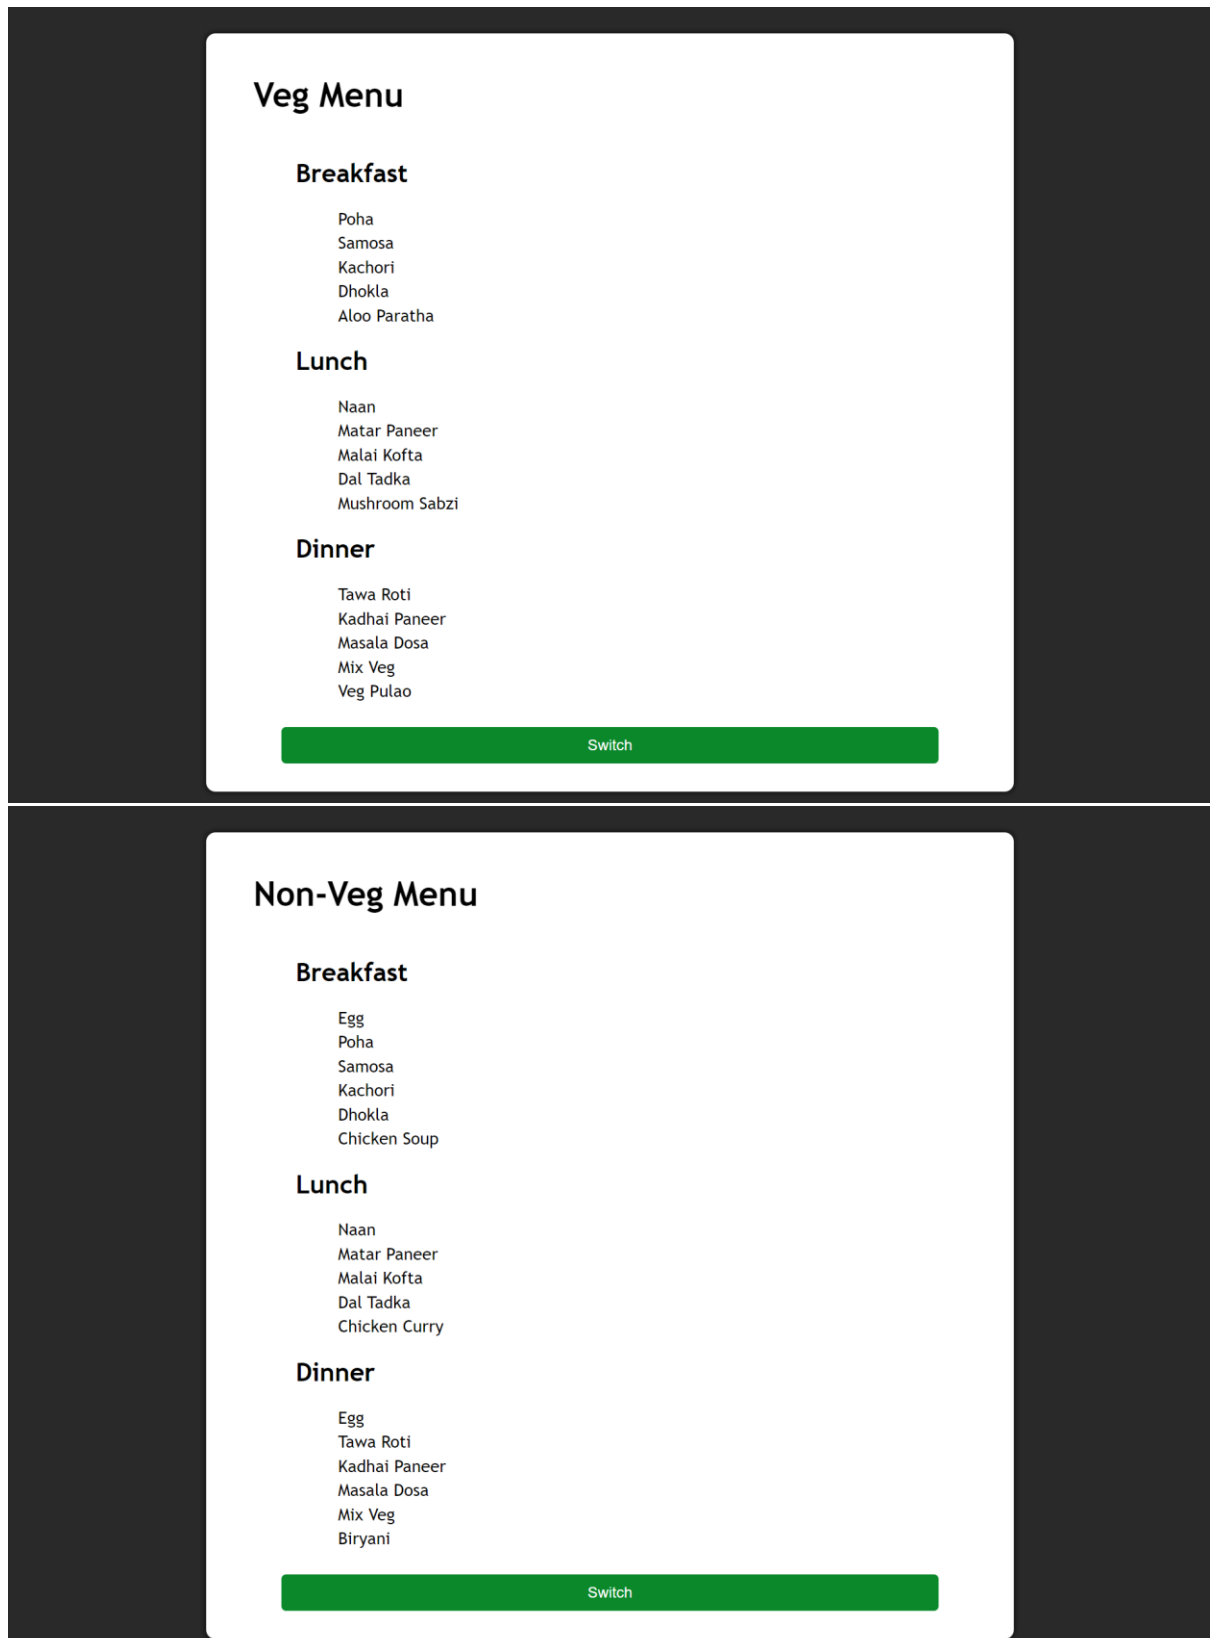 Veg Menu
Breakfast
Poha
Samosa
Kachori
Dhokla
Aloo Paratha
Lunch
Naan
Matar Paneer
Malai Kofta
Dal Tadka
Mushroom Sabzi
Dinner
Tawa Roti
Kadhai Paneer
Masala Dosa
Mix Veg
Veg Pulao
Switch
Non-Veg Menu
Breakfast
Egg
Poha
Samosa
Kachori
Dhokla
Chicken Soup
Lunch
Naan
Matar Paneer
Malai Kofta
Dal Tadka
Chicken Curry
Dinner
Egg
Tawa Roti
Kadhai Paneer
Masala Dosa
Mix Veg
Biryani
Switch